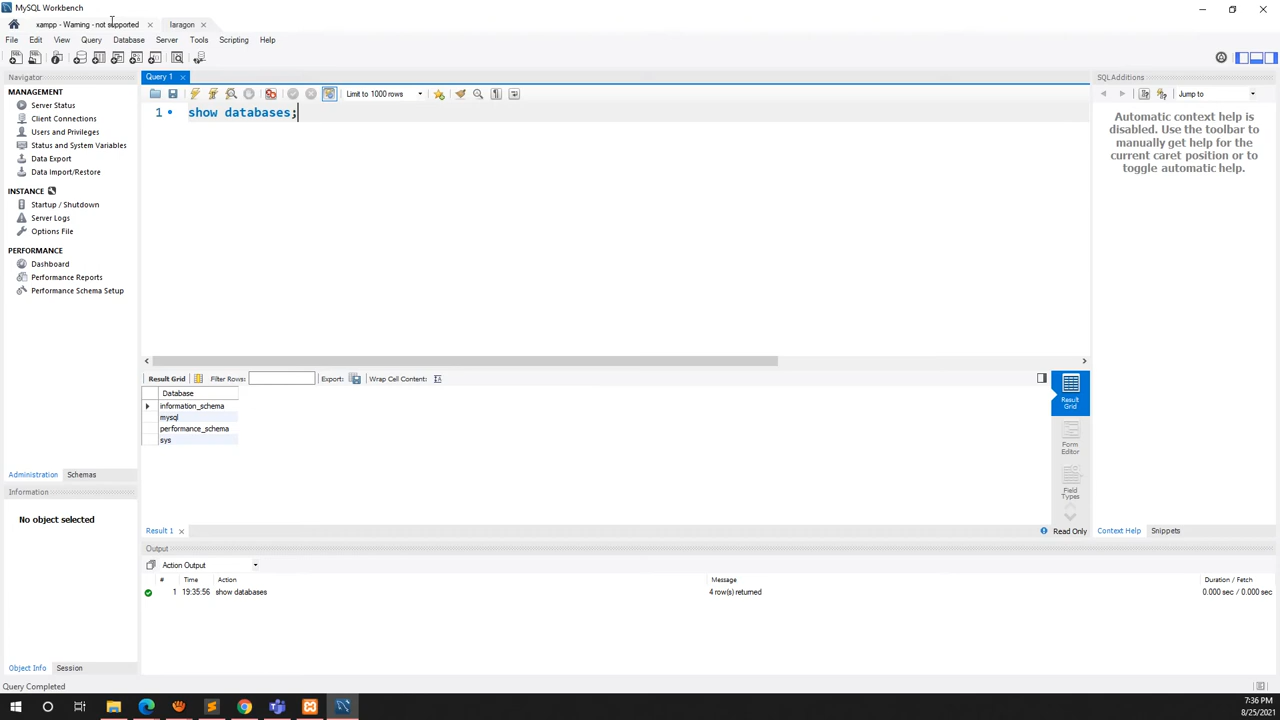 MySQL Workbench
xampp - Warning - not supported
laragon
File Edit View Query Database Server Tools Scripting Help
Navigator
MANAGEMENT
Server Status
Client Connections
Users and Privileges
Status and System Variables
Data Export
Data Import/Restore
INSTANCE
Startup / Shutdown
Server Logs
Options File
PERFORMANCE
Dashboard
Performance Reports
Performance Schema Setup
Administration Schemas
Information
No object selected
Object Info Session
Query Completed
Query 1
Limit to 1000 rows
1 show databases;
Result Grid Filter Rows: Export: Wrap Cell Content:
Database
information_schema
mysql
performance_schema
sys
Result Grid
Form Editor
Field Types
Result 1
Read Only
Output
Action Output
# Time Action Message Duration / Fetch
1 19:35:56 show databases 4 row(s) returned 0.000 sec / 0.000 sec
SQLAdditions
Jump to
Automatic context help is
disabled. Use the toolbar to
manually get help for the
current caret position or to
toggle automatic help.
Context Help Snippets
7:36 PM
8/25/2021